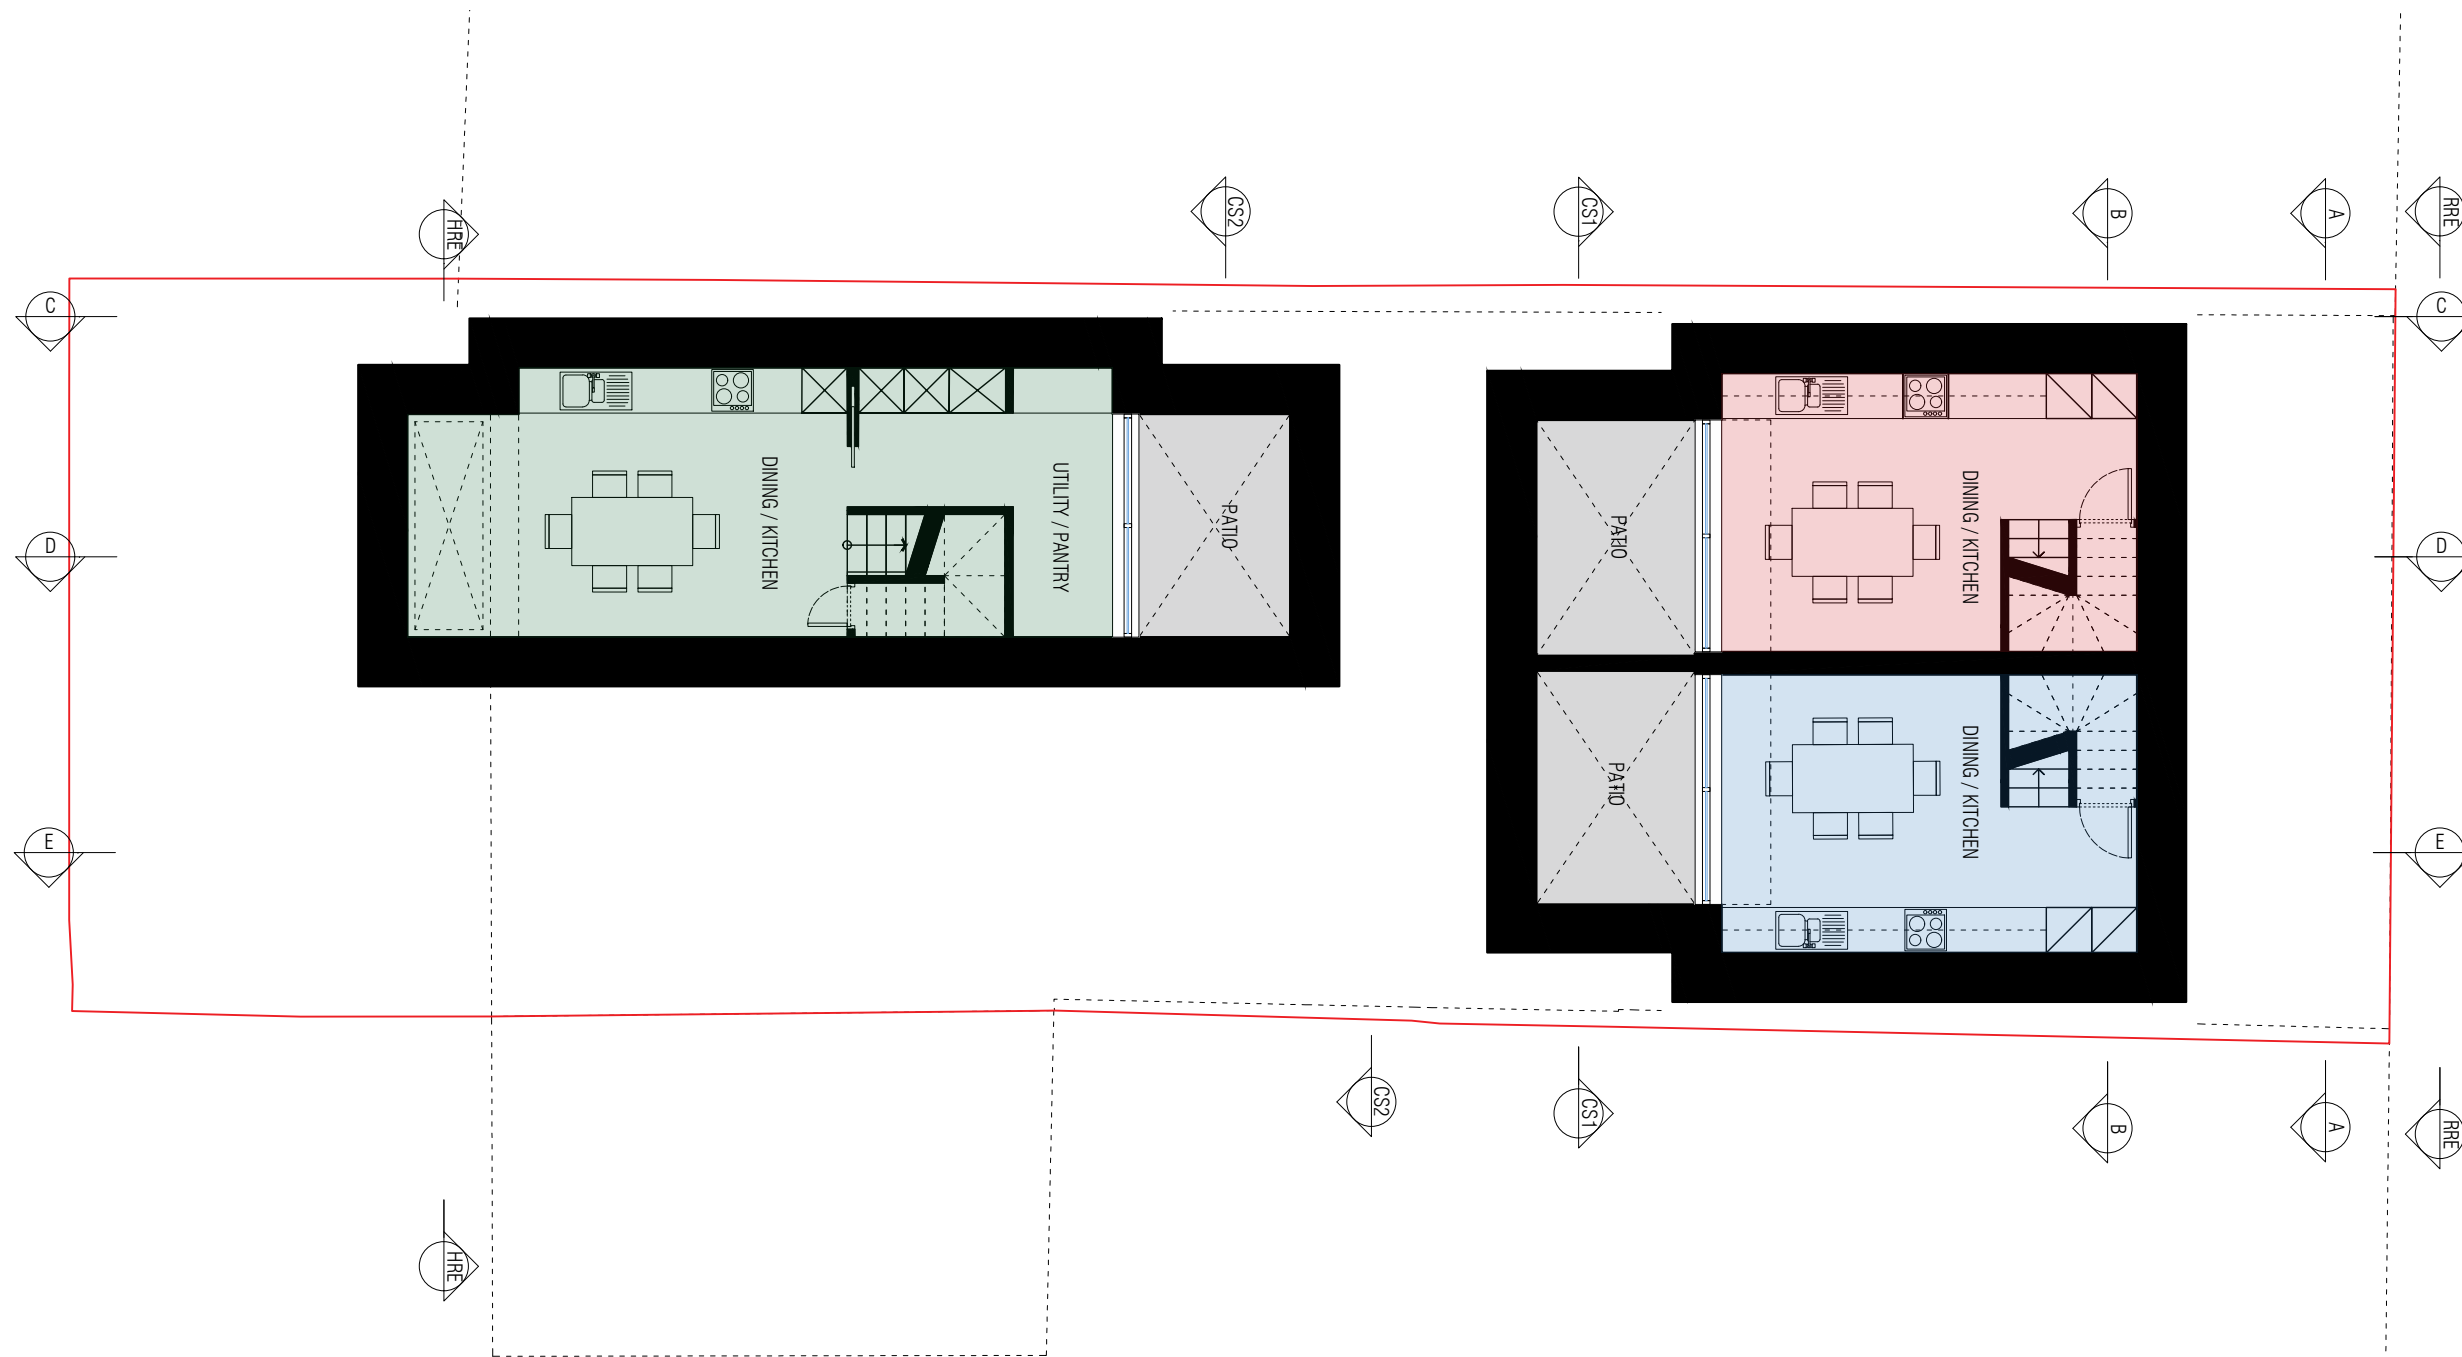 HRE
CS2
CS1
B
A
RRE
C
C
DINING / KITCHEN
UTILITY / PANTRY
PATIO
PATIO
DINING / KITCHEN
D
D
PATIO
DINING / KITCHEN
E
E
CS2
CS1
B
A
RRE
HRE